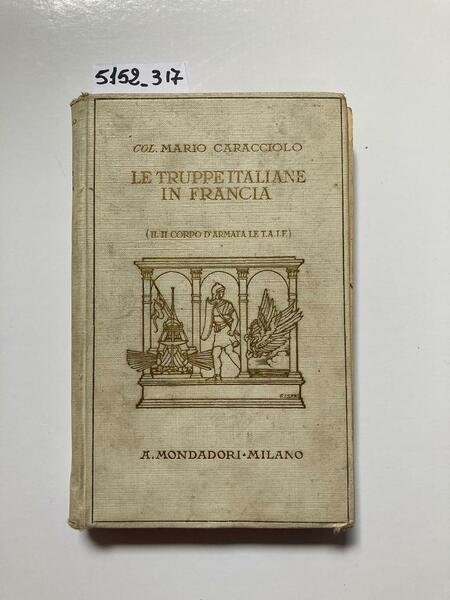 5152_317
COL. MARIO CARACCIOLO
LE TRUPPE ITALIANE
IN FRANCIA
(IL II CORPO D'ARMATA LE T.A.I.F.)
A. MONDADORI · MILANO